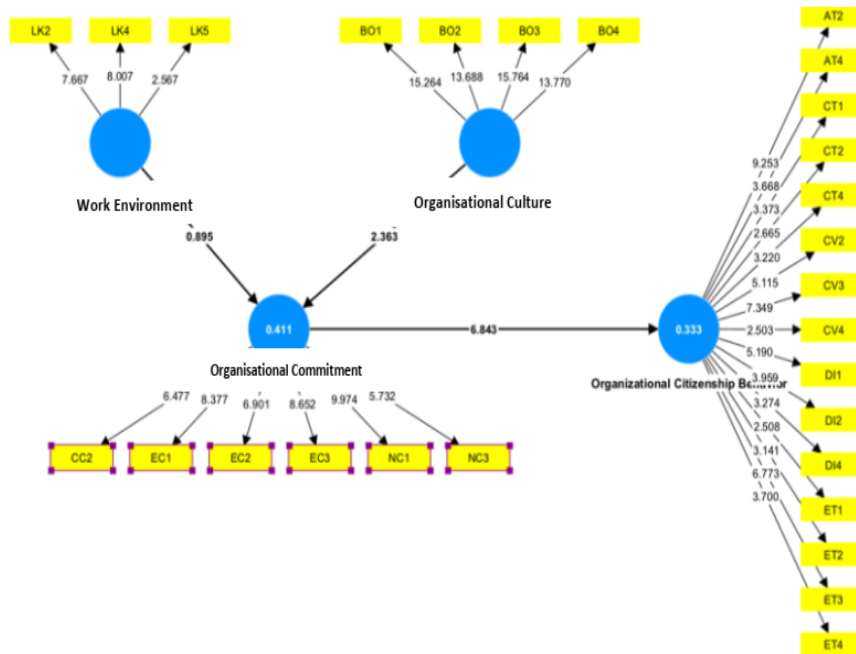 LK2
LK4
LK5
BO1
BO2
BO3
BO4
7.667
8.007
2.567
15.264
13.688
15.764
13.770
Work Environment
Organisational Culture
0.895
2.363
0.411
6.843
0.333
Organisational Commitment
Organizational Citizenship Behavior
6.477
8.377
6.901
8.652
9.974
5.732
CC2
EC1
EC2
EC3
NC1
NC3
9.253
3.668
3.373
2.665
3.220
5.115
7.349
2.503
5.190
3.959
3.274
2.508
3.141
6.773
3.700
AT2
AT4
CT1
CT2
CT4
CV2
CV3
CV4
DI1
DI2
DI4
ET1
ET2
ET3
ET4